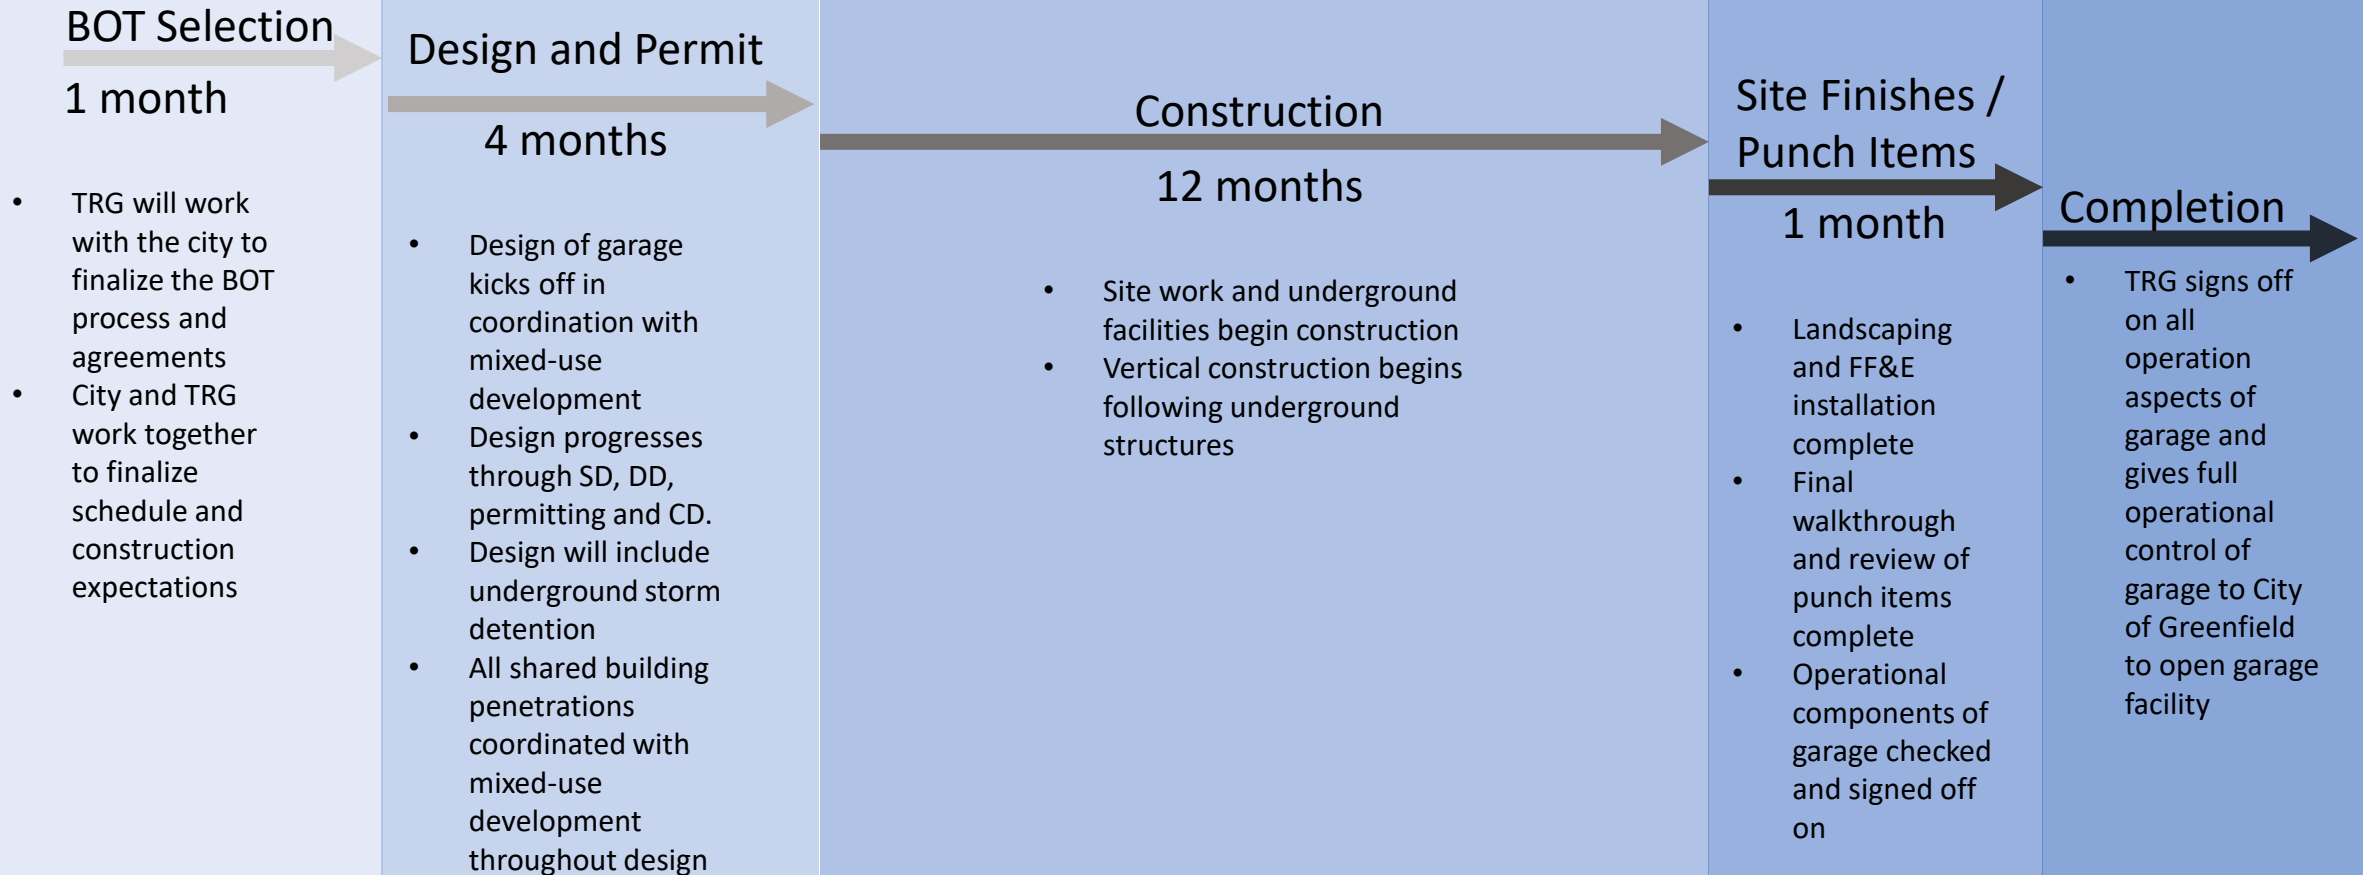 BOT Selection
1 month
• TRG will work
with the city to
finalize the BOT
process and
agreements
• City and TRG
work together
to finalize
schedule and
construction
expectations
Design and Permit
4 months
• Design of garage
kicks off in
coordination with
mixed-use
development
• Design progresses
through SD, DD,
permitting and CD.
• Design will include
underground storm
detention
• All shared building
penetrations
coordinated with
mixed-use
development
throughout design
Construction
12 months
• Site work and underground
facilities begin construction
• Vertical construction begins
following underground
structures
Site Finishes /
Punch Items
1 month
• Landscaping
and FF&E
installation
complete
• Final
walkthrough
and review of
punch items
complete
• Operational
components of
garage checked
and signed off
on
Completion
• TRG signs off
on all
operation
aspects of
garage and
gives full
operational
control of
garage to City
of Greenfield
to open garage
facility